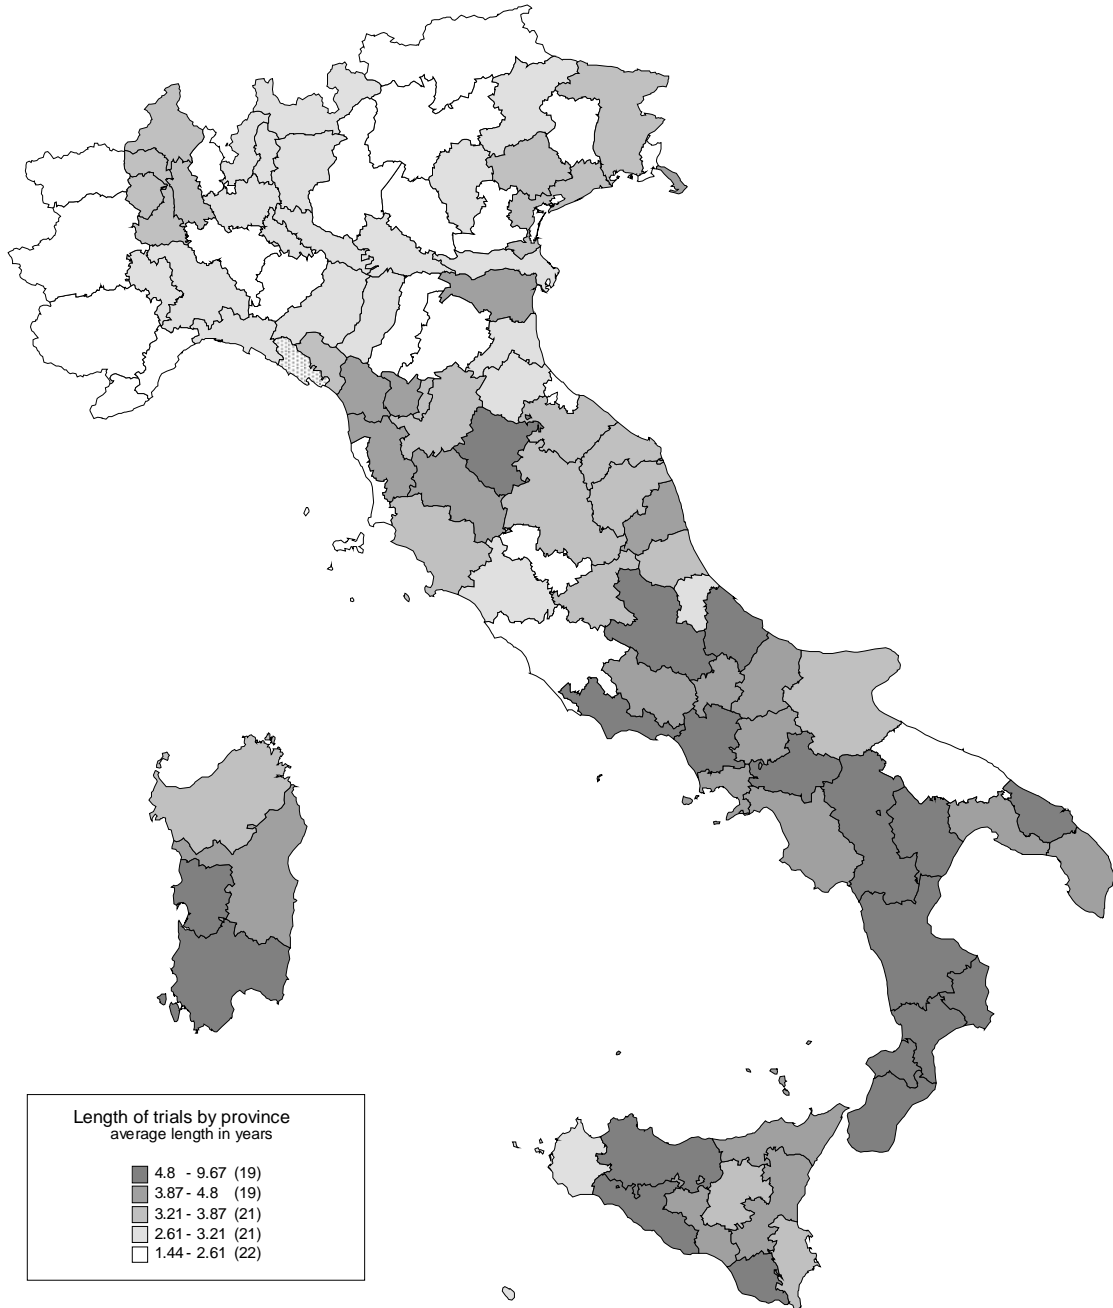 Length of trials by province
average length in years
4.8 - 9.67 (19)
3.87 - 4.8 (19)
3.21 - 3.87 (21)
2.61 - 3.21 (21)
1.44 - 2.61 (22)